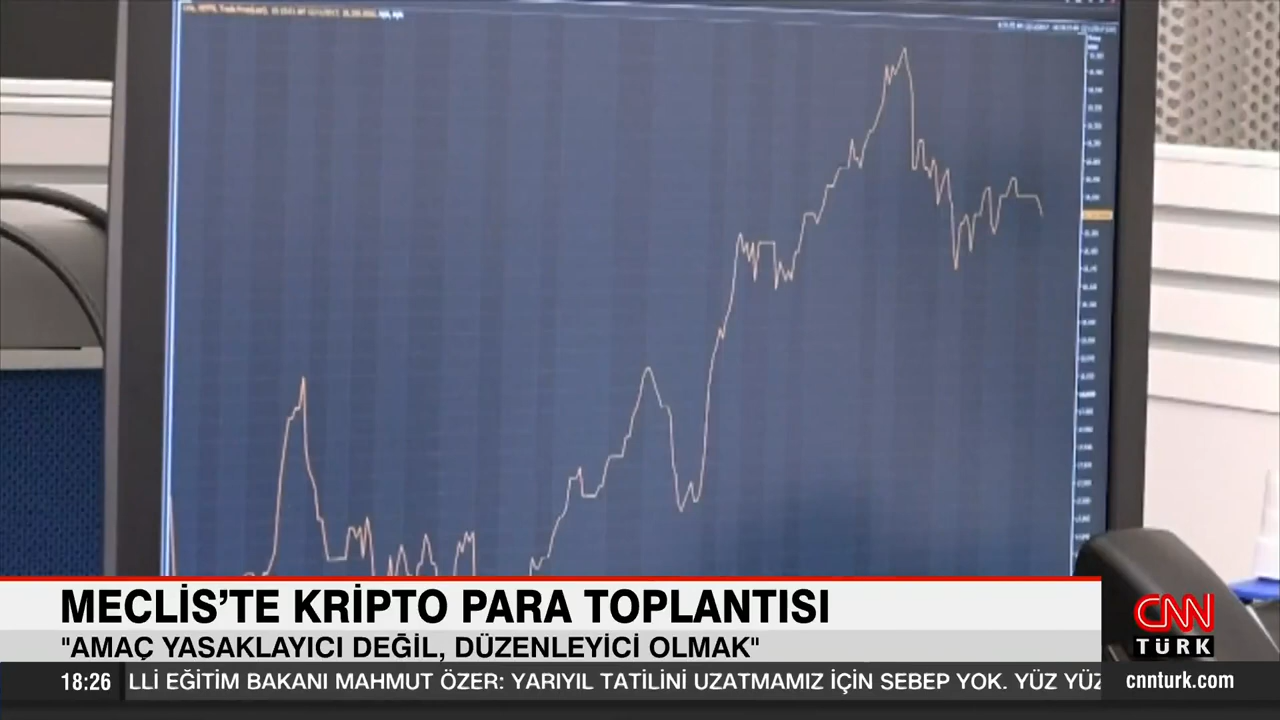 MECLİS'TE KRİPTO PARA TOPLANTISI
"AMAÇ YASAKLAYICI DEĞİL, DÜZENLEYİCİ OLMAK"
CNN
TÜRK
18:26 LLİ EĞİTİM BAKANI MAHMUT ÖZER: YARIYIL TATİLİNİ UZATMAMIZ İÇİN SEBEP YOK. YÜZ YÜZ
cnnturk.com